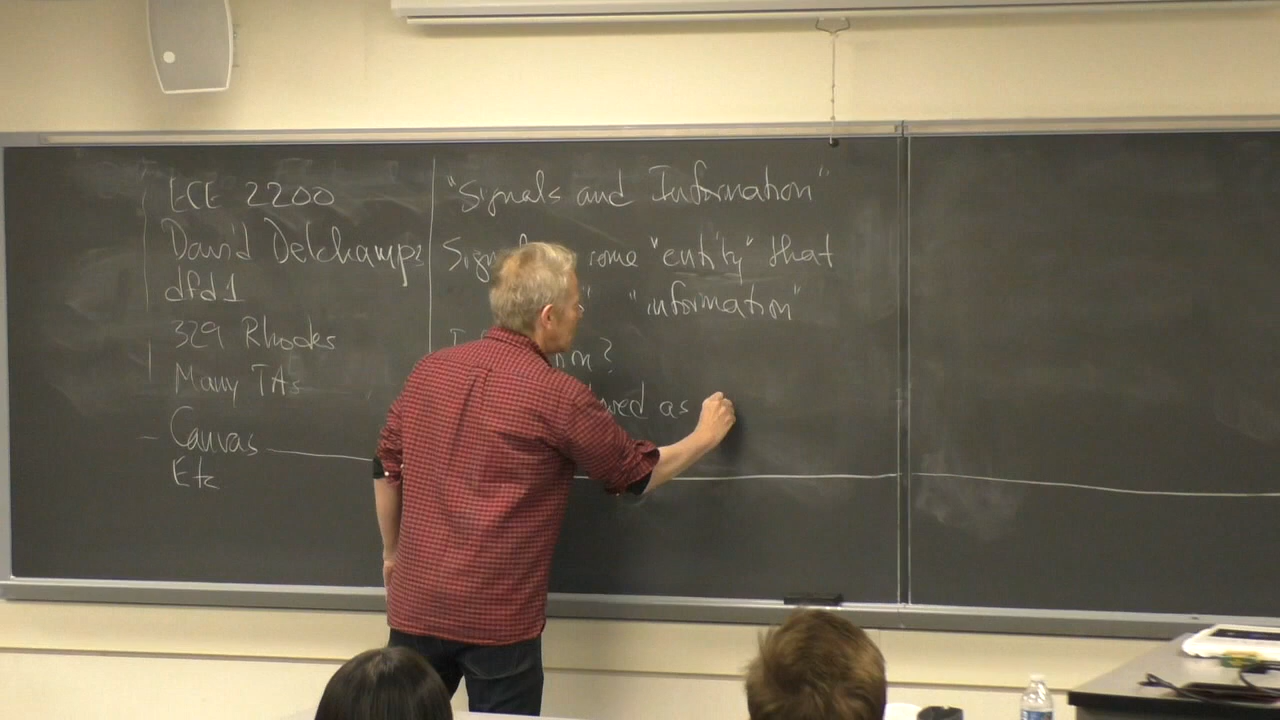 ECE 2200
David Delchamps
dfd1
329 Rhodes
Many TAs
Canvas
Etc
"Signals and Information"
some "entity" that
"information"
as